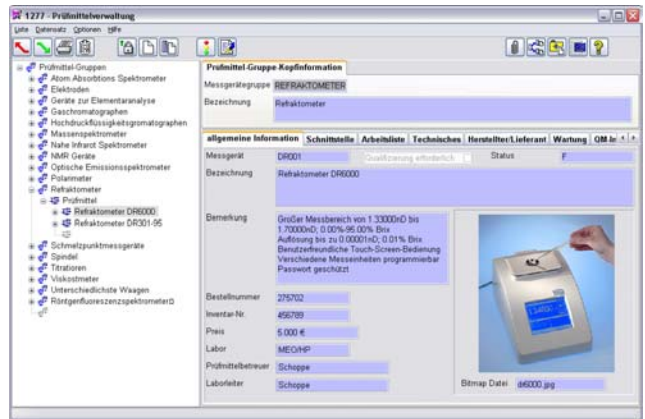 1277 - Prüfmittelverwaltung
Liste Datensatz Optionen Hilfe
Prüfmittel-Gruppen
Atom Absorbtions Spektrometer
Elektroden
Geräte zur Elementaranalyse
Gaschromatographen
Hochdruckflüssigkeitsgromatographen
Massenspektrometer
Nahe Infrarot Spektrometer
NMR Geräte
Optische Emissionsspektrometer
Polarimeter
Refraktometer
Prüfmittel
Refraktometer DR6000
Refraktometer DR301-95
Schmelzpunktmessgeräte
Spindel
Titrationen
Viskostmeter
Unterschiedlichste Waagen
Röntgenfluoreszenzspektrometer
Prüfmittel-Gruppe-Kopfinformation
Messgerätegruppe REFRAKTOMETER
Bezeichnung Refraktometer
allgemeine Information Schnittstelle Arbeitsliste Technisches Hersteller/Lieferant Wartung QM-In
Messgerät DR001 Qualifizierung erforderlich Status F
Bezeichnung Refraktometer DR6000
Bemerkung Großer Messbereich von 1.33000nD bis
1.70000nD; 0.00%-95.00% Brix
Auflösung bis zu 0.00001nD; 0.01% Brix
Benutzerfreundliche Touch-Screen-Bedienung
Verschiedene Messeinheiten programmierbar
Passwort geschützt
Bestellnummer 275702
Inventar-Nr. 456789
Preis 5.000 €
Labor MEO/HP
Prüfmittelbetreuer Schoppe
Laborleiter Schoppe
Bitmap Datei dr6000.jpg